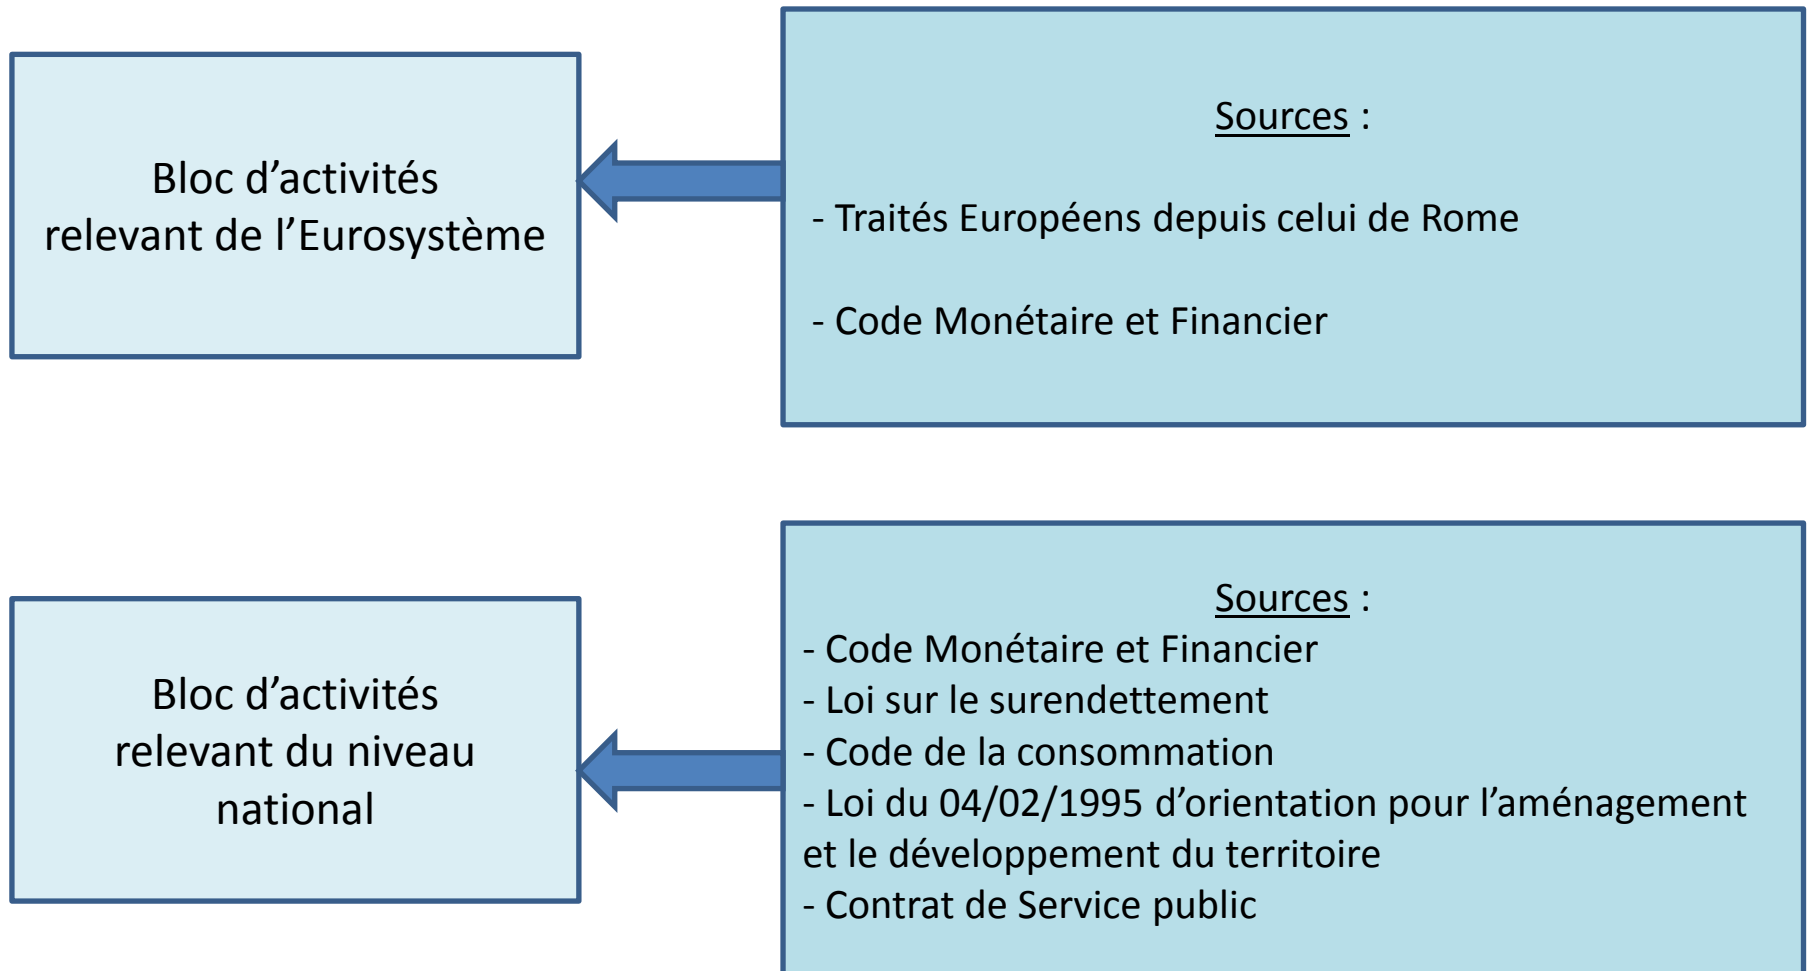 Bloc d’activités
relevant de l’Eurosystème
Sources :
- Traités Européens depuis celui de Rome
- Code Monétaire et Financier
Bloc d’activités
relevant du niveau
national
Sources :
- Code Monétaire et Financier
- Loi sur le surendettement
- Code de la consommation
- Loi du 04/02/1995 d’orientation pour l’aménagement
et le développement du territoire
- Contrat de Service public